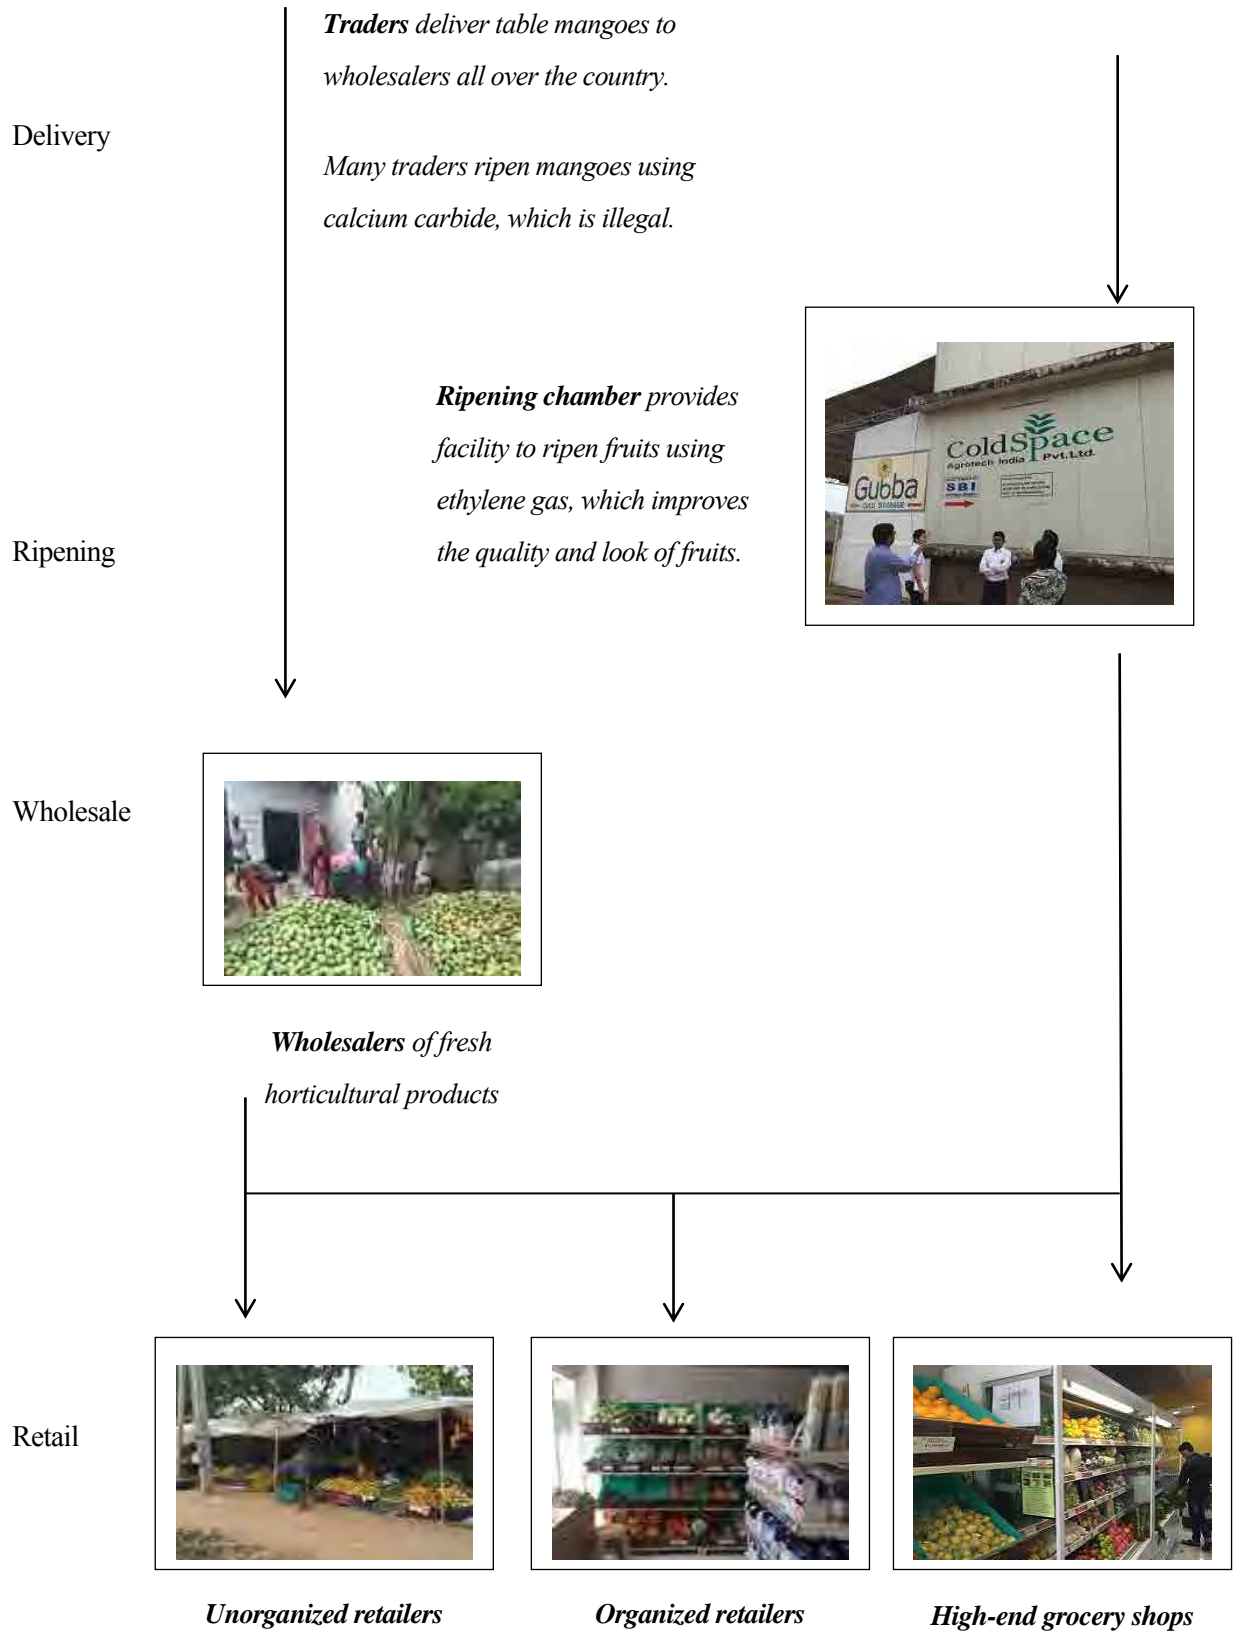 Traders deliver table mangoes to
wholesalers all over the country.
Delivery
Many traders ripen mangoes using
calcium carbide, which is illegal.
Ripening chamber provides
facility to ripen fruits using
ethylene gas, which improves
the quality and look of fruits.
Ripening
ColdSpace
Agrotech India Pvt.Ltd.
Gubba
COLD STORAGE
SBI
Wholesale
Wholesalers of fresh
horticultural products
Retail
Unorganized retailers
Organized retailers
High-end grocery shops